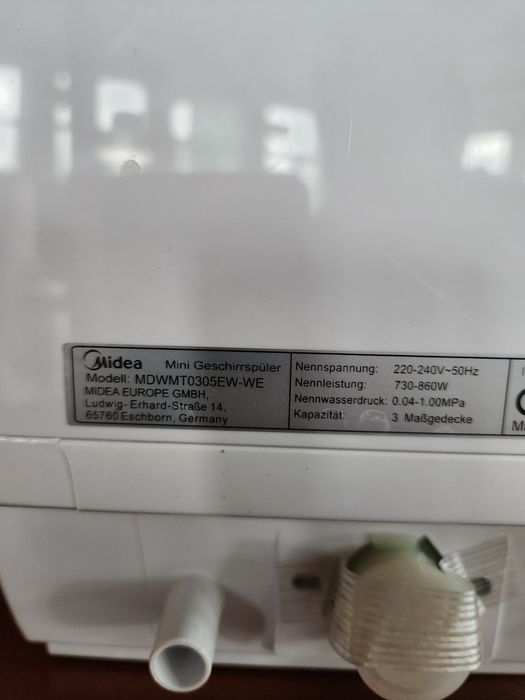 Midea Mini Geschirrspüler
Modell: MDWMT0305EW-WE
MIDEA EUROPE GMBH,
Ludwig- Erhard-Straße 14,
65760 Eschborn, Germany
Nennspannung: 220-240V~50Hz
Nennleistung: 730-860W
Nennwasserdruck: 0.04-1.00MPa
Kapazität: 3 Maßgedecke